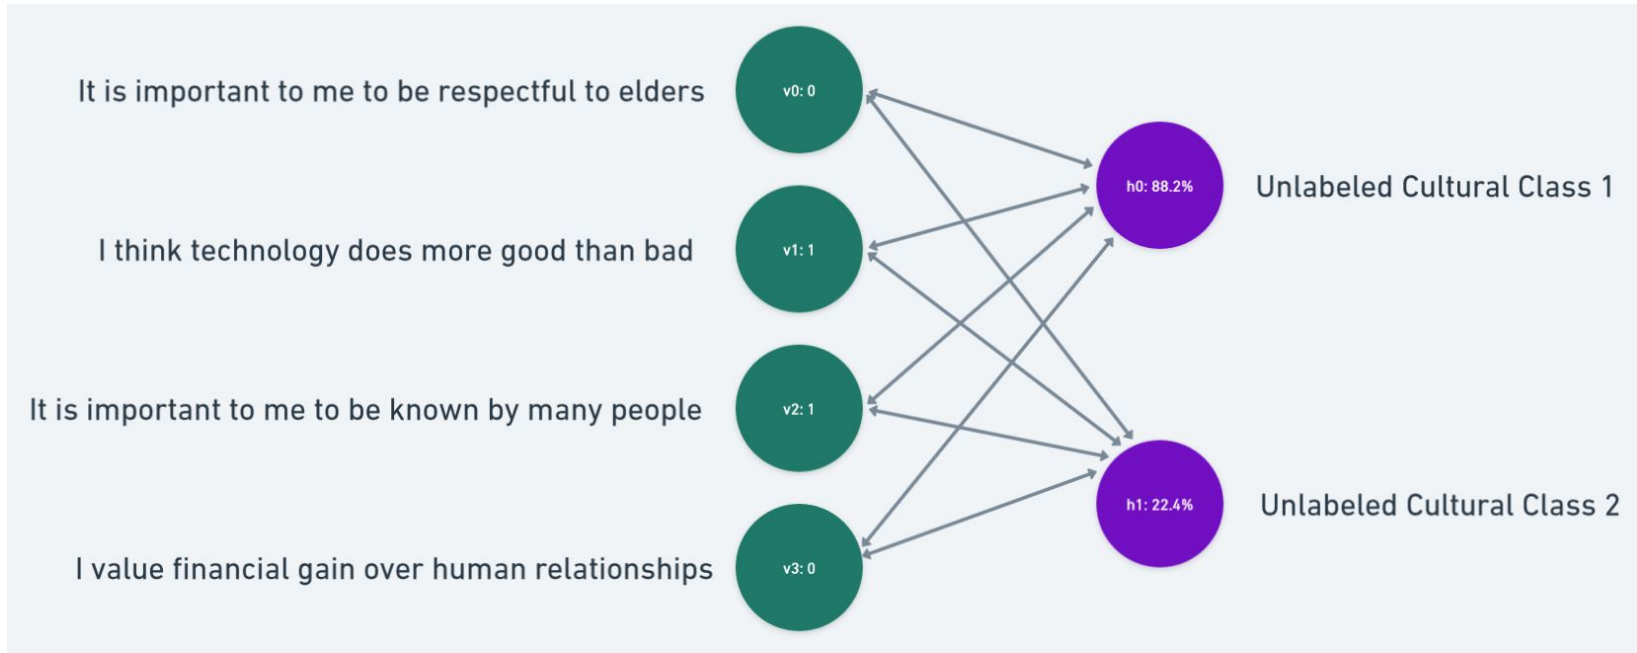 It is important to me to be respectful to elders
v0: 0
h0: 88.2%
Unlabeled Cultural Class 1
I think technology does more good than bad
v1: 1
It is important to me to be known by many people
v2: 1
h1: 22.4%
Unlabeled Cultural Class 2
I value financial gain over human relationships
v3: 0